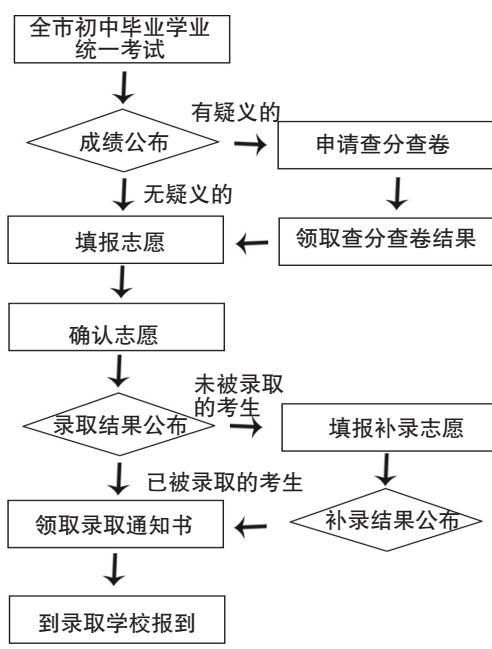 全市初中毕业学业
统一考试
有疑义的
成绩公布
申请查分查卷
无疑义的
填报志愿
领取查分查卷结果
确认志愿
未被录取
的考生
录取结果公布
填报补录志愿
已被录取的考生
领取录取通知书
补录结果公布
到录取学校报到